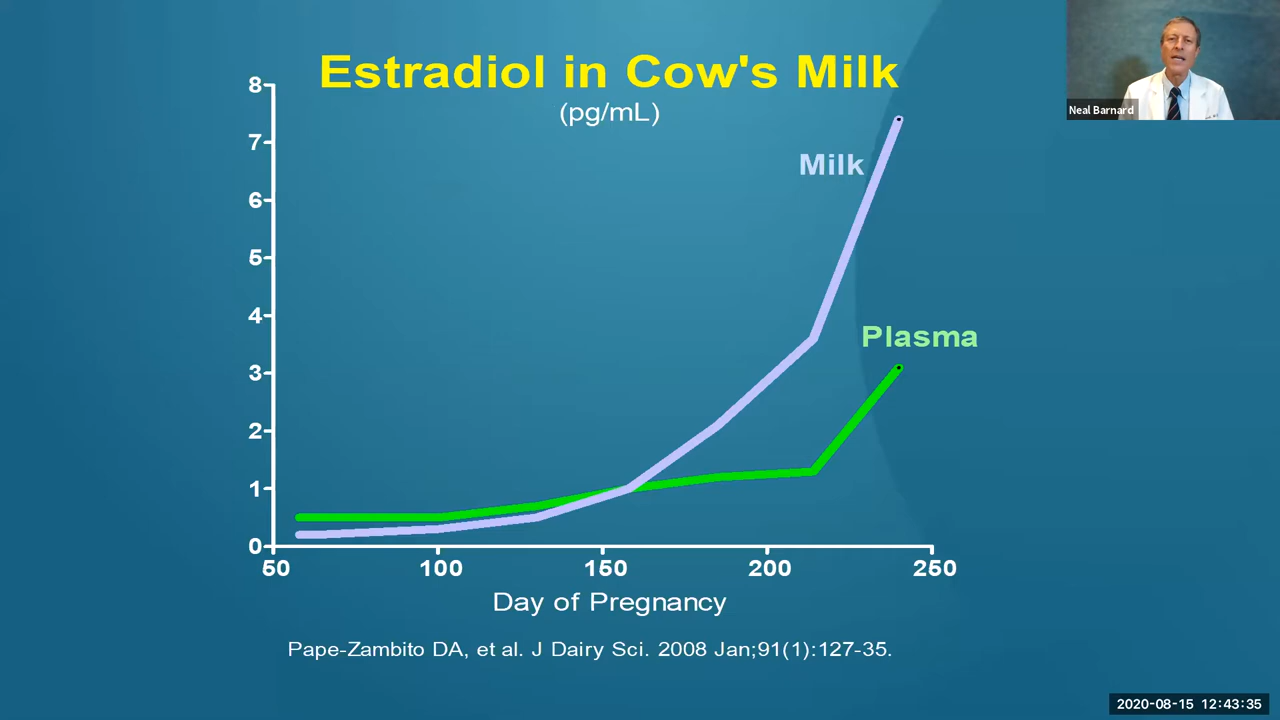 Estradiol in Cow's Milk
(pg/mL)
Neal Barnard
8
7
6
5
4
3
2
1
0
Milk
Plasma
50 100 150 200 250
Day of Pregnancy
Pape-Zambito DA, et al. J Dairy Sci. 2008 Jan;91(1):127-35.
2020-08-15 12:43:35